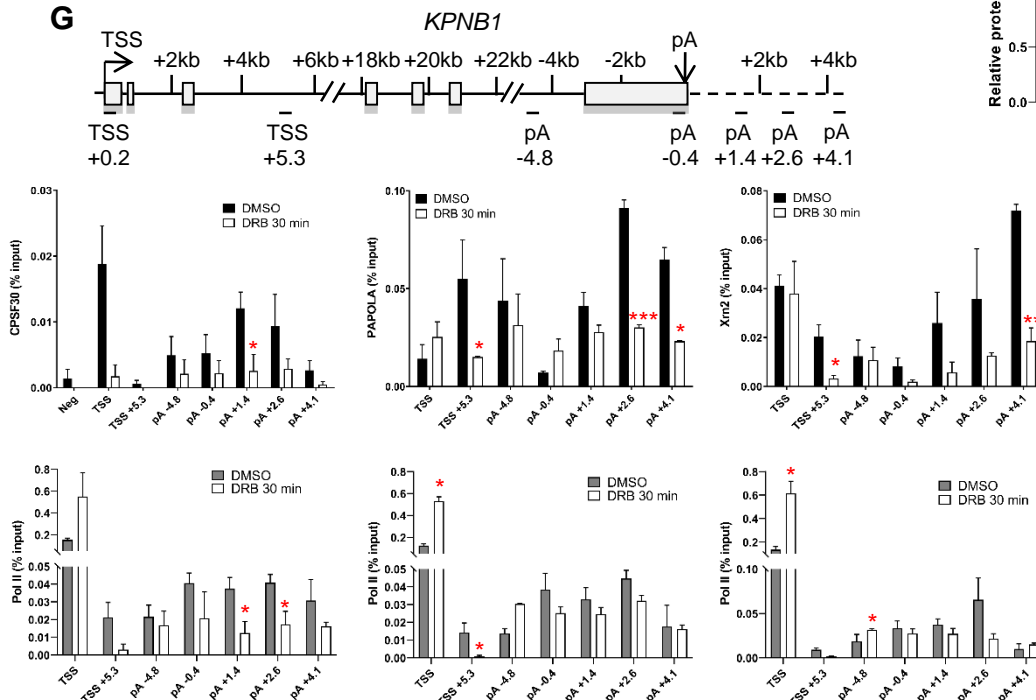 G
KPNB1
TSS
pA
+2kb +4kb +6kb +18kb +20kb +22kb -4kb -2kb +2kb +4kb
TSS TSS pA pA pA pA pA
+0.2 +5.3 -4.8 -0.4 +1.4 +2.6 +4.1
Relative prote
0.5
0.0
CPSF30 (% input)
0.03
0.02
0.01
0.00
DMSO
DRB 30 min
*
Neg TSS TSS +5.3 pA -4.8 pA -0.4 pA +1.4 pA +2.6 pA +4.1
PAPOLA (% input)
0.10
0.05
0.00
DMSO
DRB 30 min
* *** *
TSS TSS +5.3 pA -4.8 pA -0.4 pA +1.4 pA +2.6 pA +4.1
Xrn2 (% input)
0.08
0.06
0.04
0.02
0.00
DMSO
DRB 30 min
* **
TSS TSS +5.3 pA -4.8 pA -0.4 pA +1.4 pA +2.6 pA +4.1
Pol II (% input)
0.8
0.6
0.4
0.2
0.05
0.04
0.03
0.02
0.01
0.00
DMSO
DRB 30 min
* *
TSS TSS +5.3 pA -4.8 pA -0.4 pA +1.4 pA +2.6 pA +4.1
Pol II (% input)
0.8
0.6
0.4
0.2
0.05
0.04
0.03
0.02
0.01
0.00
DMSO
DRB 30 min
* *
TSS TSS +5.3 pA -4.8 pA -0.4 pA +1.4 pA +2.6 pA +4.1
Pol II (% input)
0.8
0.6
0.4
0.2
0.10
0.05
0.00
DMSO
DRB 30 min
* *
TSS TSS +5.3 pA -4.8 pA -0.4 pA +1.4 pA +2.6 pA +4.1